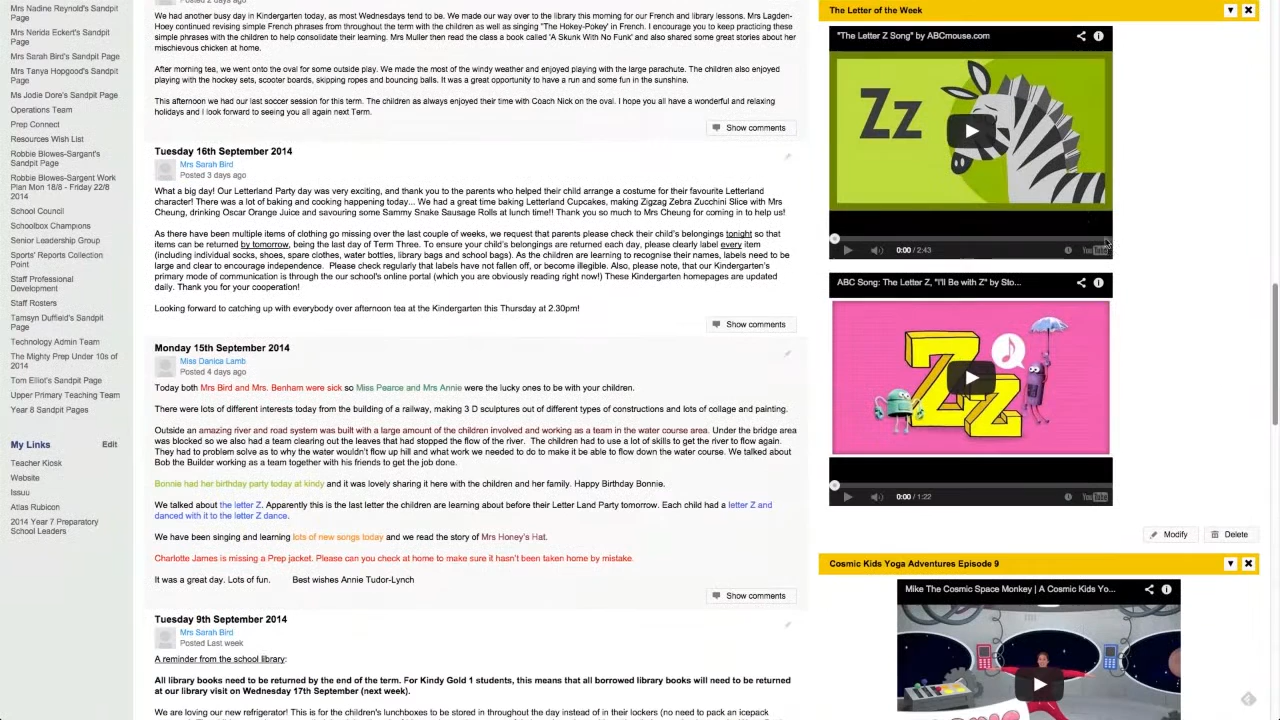 Mrs Nadine Reynold's Sandpit
Page
Mrs Nerida Eckert's Sandpit
Page
Mrs Sarah Bird's Sandpit Page
Mrs Tanya Hopgood's Sandpit
Page
Ms Jodie Dore's Sandpit Page
Operations Team
Prep Connect
Resources Wish List
Robbie Blowes-Sargant's
Sandpit Page
Robbie Blowes-Sargent Work
Plan Mon 18/8 - Friday 22/8
2014
School Council
Schoolbox Champions
Senior Leadership Group
Sports' Reports Collection
Point
Staff Professional
Development
Staff Rosters
Tamsyn Duffield's Sandpit
Page
Technology Admin Team
The Mighty Prep Under 10s of
2014
Tom Elliot's Sandpit Page
Upper Primary Teaching Team
Year 8 Sandpit Pages
My Links Edit
Teacher Kiosk
Website
Issuu
Atlas Rubicon
2014 Year 7 Preparatory
School Leaders
We had another busy day in Kindergarten today, as most Wednesdays tend to be. We made our way over to the library this morning for our French and library lessons. Mrs Lagden-
Hoey continued revising simple French phrases from throughout the term with the children as well as singing "The Hokey-Pokey' in French. I encourage you to keep practicing these
simple phrases with the children to help consolidate their learning. Mrs Muller then read the class a book called 'A Skunk With No Funk' and also shared some great stories about her
mischievous chicken at home.
After morning tea, we went onto the oval for some outside play. We made the most of the windy weather and enjoyed playing with the large parachute. The children also enjoyed
playing with the hockey sets, scooter boards, skipping ropes and bouncing balls. It was a great opportunity to have a run and some fun in the sunshine.
This afternoon we had our last soccer session for this term. The children as always enjoyed their time with Coach Nick on the oval. I hope you all have a wonderful and relaxing
holidays and I look forward to seeing you all again next Term.
Show comments
Tuesday 16th September 2014
Mrs Sarah Bird
Posted 3 days ago
What a big day! Our Letterland Party day was very exciting, and thank you to the parents who helped their child arrange a costume for their favourite Letterland
character! There was a lot of baking and cooking happening today... We had a great time baking Letterland Cupcakes, making Zigzag Zebra Zucchini Slice with Mrs
Cheung, drinking Oscar Orange Juice and savouring some Sammy Snake Sausage Rolls at lunch time!! Thank you so much to Mrs Cheung for coming in to help us!
As there have been multiple items of clothing go missing over the last couple of weeks, we request that parents please check their child's belongings tonight so that
items can be returned by tomorrow, being the last day of Term Three. To ensure your child's belongings are returned each day, please clearly label every item
(including individual socks, shoes, spare clothes, water bottles, library bags and school bags). As the children are learning to recognise their names, labels need to be
large and clear to encourage independence. Please check regularly that labels have not fallen off, or become illegible. Also, please note, that our Kindergarten's
primary mode of communication is through the our school's online portal (which you are obviously reading right now!) These Kindergarten homepages are updated
daily. Thank you for your cooperation!
Looking forward to catching up with everybody over afternoon tea at the Kindergarten this Thursday at 2.30pm!
Show comments
Monday 15th September 2014
Miss Danica Lamb
Posted 4 days ago
Today both Mrs Bird and Mrs. Benham were sick so Miss Pearce and Mrs Annie were the lucky ones to be with your children.
There were lots of different interests today from the building of a railway, making 3 D sculptures out of different types of constructions and lots of collage and painting.
Outside an amazing river and road system was built with a large amount of the children involved and working as a team in the water course area. Under the bridge area
was blocked so we also had a team clearing out the leaves that had stopped the flow of the river. The children had to use a lot of skills to get the river to flow again.
They had to problem solve as to why the water wouldn't flow up hill and what work we needed to do to make it be able to flow down the water course. We talked about
Bob the Builder working as a team together with his friends to get the job done.
Bonnie had her birthday party today at kindy and it was lovely sharing it here with the children and her family. Happy Birthday Bonnie.
We talked about the letter Z. Apparently this is the last letter the children are learning about before their Letter Land Party tomorrow. Each child had a letter Z and
danced with it to the letter Z dance.
We have been singing and learning lots of new songs today and we read the story of Mrs Honey's Hat.
Charlotte James is missing a Prep jacket. Please can you check at home to make sure it hasn't been taken home by mistake.
It was a great day. Lots of fun. Best wishes Annie Tudor-Lynch
Show comments
Tuesday 9th September 2014
Mrs Sarah Bird
Posted Last week
A reminder from the school library:
All library books need to be returned by the end of the term. For Kindy Gold 1 students, this means that all borrowed library books will need to be returned
at our library visit on Wednesday 17th September (next week).
We are loving our new refrigerator! This is for the children's lunchboxes to be stored in throughout the day instead of in their lockers (no need to pack an icepack
The Letter of the Week
"The Letter Z Song" by ABCmouse.com
Zz
0:00 / 2:43
YouTube
ABC Song: The Letter Z, "I'll Be with Z" by Sto...
Zz
0:00 / 1:22
YouTube
Modify Delete
Cosmic Kids Yoga Adventures Episode 9
Mike The Cosmic Space Monkey | A Cosmic Kids Yo...